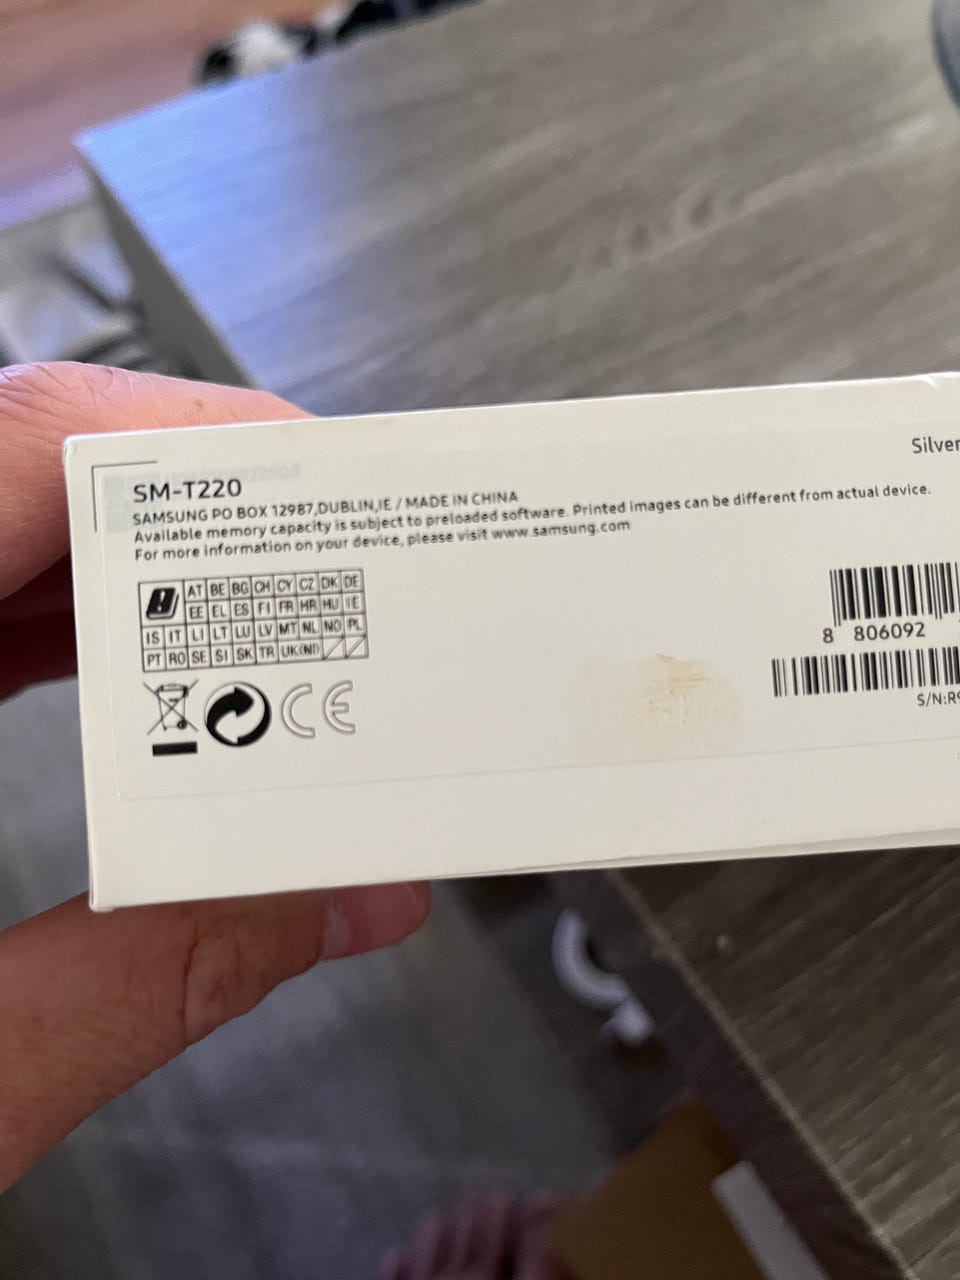 Silver
SM-T220
SAMSUNG PO BOX 12987,DUBLIN,IE / MADE IN CHINA
Available memory capacity is subject to preloaded software. Printed images can be different from actual device.
For more information on your device, please visit www.samsung.com
AT BE BG CH CY CZ DK DE
EE EL ES FI FR HR HU IE
IS IT LI LT LU LV MT NL NO PL
PT RO SE SI SK TR UK(NI)
CE
8 806092
S/N:R9